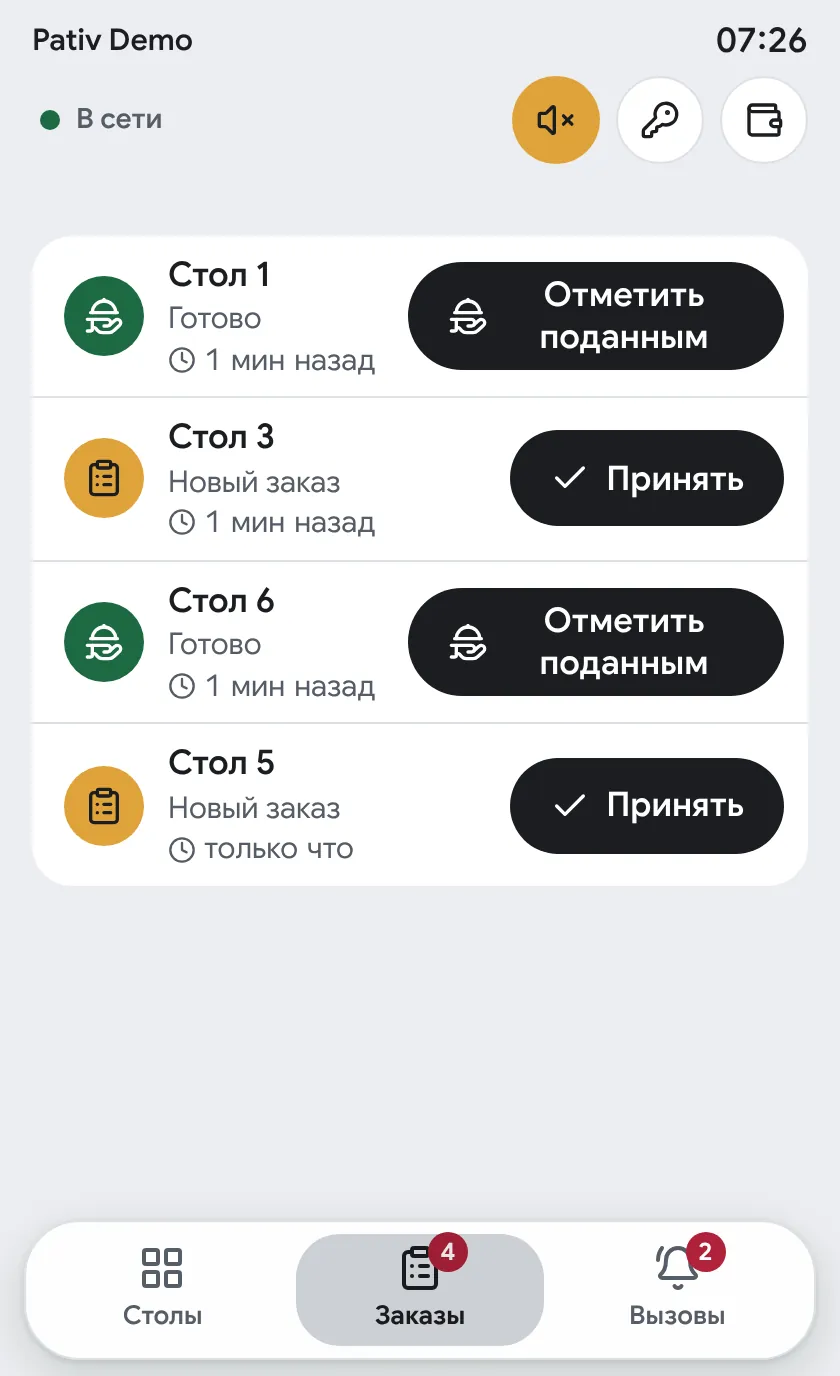 Pativ Demo
07:26
В сети
Стол 1
Готово
1 мин назад
Отметить
поданным
Стол 3
Новый заказ
1 мин назад
Принять
Стол 6
Готово
1 мин назад
Отметить
поданным
Стол 5
Новый заказ
только что
Принять
4
2
Столы
Заказы
Вызовы